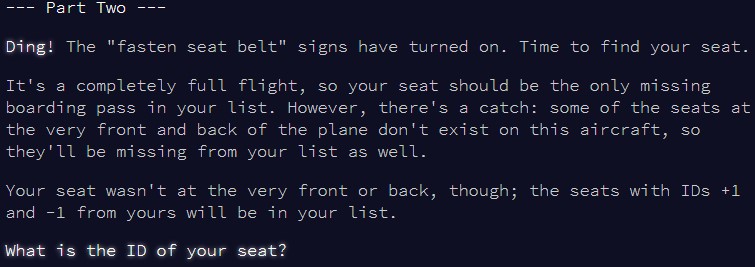 --- Part Two ---
Ding! The "fasten seat belt" signs have turned on. Time to find your seat.
It's a completely full flight, so your seat should be the only missing
boarding pass in your list. However, there's a catch: some of the seats at
the very front and back of the plane don't exist on this aircraft, so
they'll be missing from your list as well.
Your seat wasn't at the very front or back, though; the seats with IDs +1
and -1 from yours will be in your list.
What is the ID of your seat?